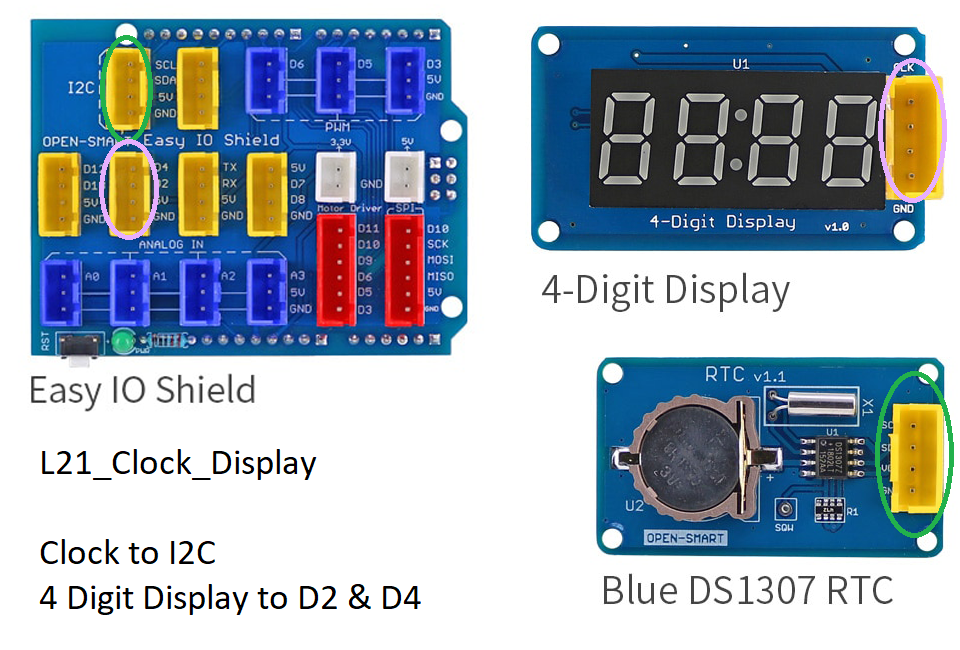 SCL
SDA
I2C
5V
GND
D6
D5
D3
5V
GND
PWM
OPEN-SMART Easy IO Shield
3.3V
5V
GND
D4
TX
5V
D2
RX
D7
5V
5V
D8
GND
GND
GND
GND
Motor Driver
SPI
ANALOG IN
A0
A1
A2
A3
5V
GND
D11
D10
D9
D6
D5
D3
D10
SCK
MOSI
MISO
5V
GND
RST
PWR
Easy IO Shield
L21_Clock_Display
Clock to I2C
4 Digit Display to D2 & D4
U1
CLK
GND
4-Digit Display v1.0
4-Digit Display
RTC v1.1
X1
U1
DS1307Z
U2
+
SQW
R1
OPEN-SMART
Blue DS1307 RTC